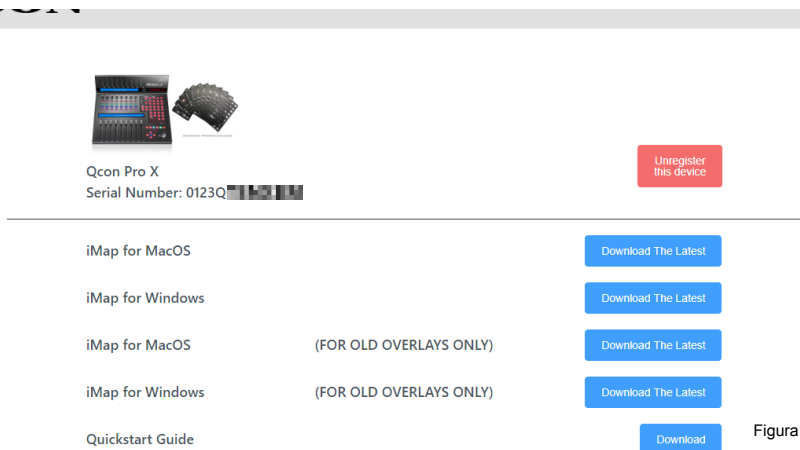 Qcon Pro X
Serial Number: 0123Q
Unregister
this device
iMap for MacOS Download The Latest
iMap for Windows Download The Latest
iMap for MacOS (FOR OLD OVERLAYS ONLY) Download The Latest
iMap for Windows (FOR OLD OVERLAYS ONLY) Download The Latest
Quickstart Guide Download
Figura